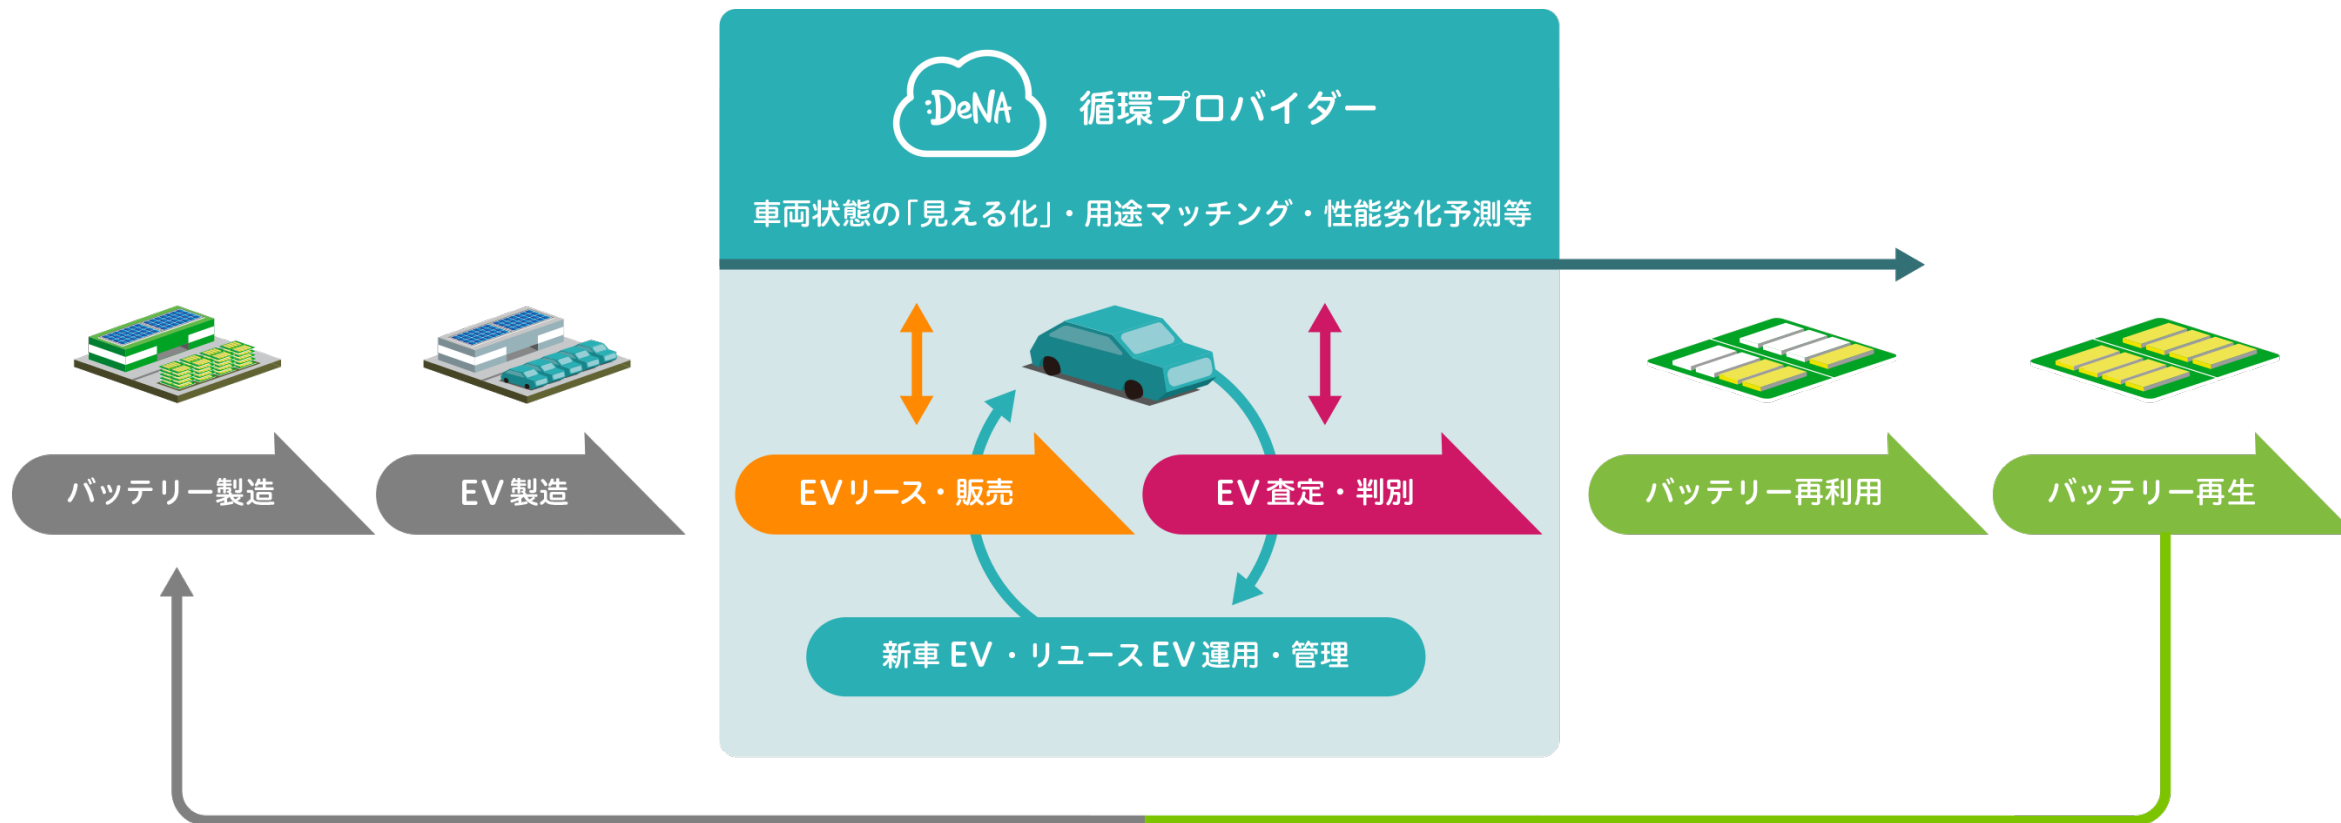 :DeNA 循環プロバイダー
車両状態の「見える化」・用途マッチング・性能劣化予測等
バッテリー製造
EV製造
EVリース・販売
EV査定・判別
バッテリー再利用
バッテリー再生
新車EV・リユースEV運用・管理